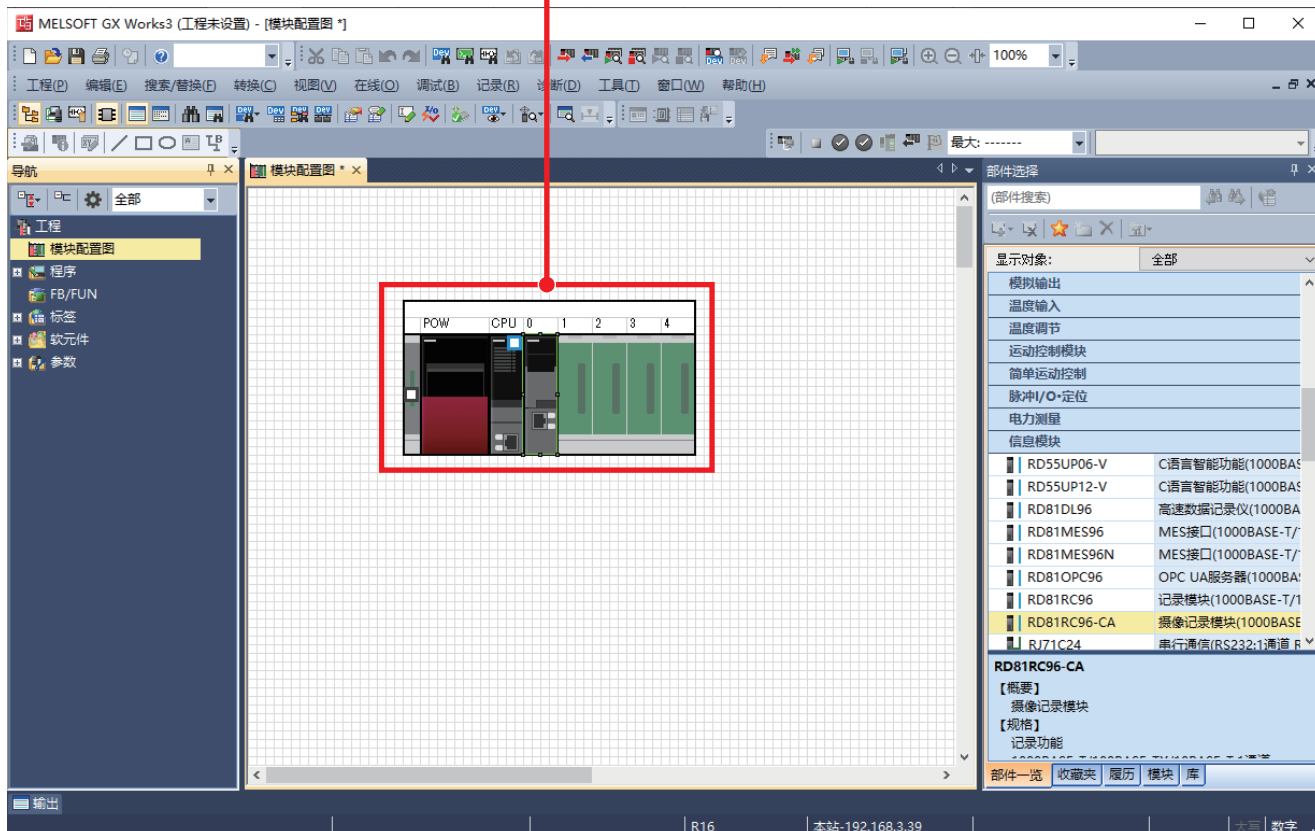 MELSOFT GX Works3 (工程未设置) - [模块配置图 *]
100%
工程(P) 编辑(E) 搜索/替换(F) 转换(C) 视图(V) 在线(O) 调试(B) 记录(R) 诊断(D) 工具(T) 窗口(W) 帮助(H)
最大: -------
导航
模块配置图 *
部件选择
全部
(部件搜索)
工程
模块配置图
程序
FB/FUN
标签
软元件
参数
POW CPU 0 1 2 3 4
显示对象: 全部
模拟输出
温度输入
温度调节
运动控制模块
简单运动控制
脉冲I/O•定位
电力测量
信息模块
RD55UP06-V C语言智能功能(1000BAS
RD55UP12-V C语言智能功能(1000BAS
RD81DL96 高速数据记录仪(1000BA
RD81MES96 MES接口(1000BASE-T/
RD81MES96N MES接口(1000BASE-T/
RD81OPC96 OPC UA服务器(1000BA
RD81RC96 记录模块(1000BASE-T/1
RD81RC96-CA 摄像记录模块(1000BASE
RJ71C24 串行通信(RS232:1通道 R
RD81RC96-CA
【概要】
摄像记录模块
【规格】
记录功能
部件一览 收藏夹 履历 模块 库
输出
R16 本站-192.168.3.39 大写 数字